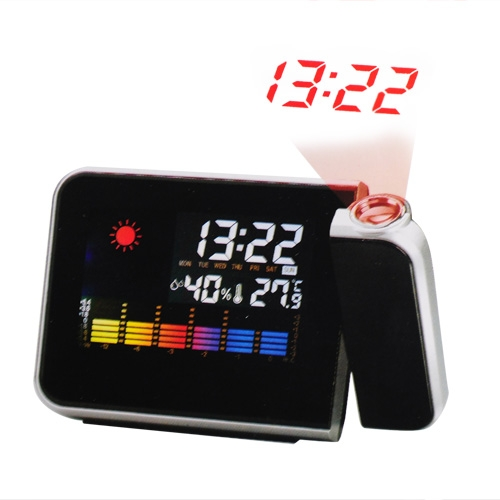 13:22
13:22
MON TUE WED THU FRI SAT SUN
40% 27.9°C